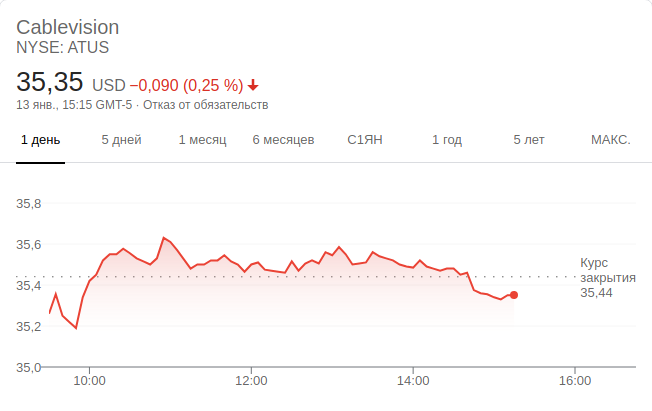 Cablevision
NYSE: ATUS
35,35 USD −0,090 (0,25 %)
13 янв., 15:15 GMT-5 · Отказ от обязательств
1 день 5 дней 1 месяц 6 месяцев С1ЯН 1 год 5 лет МАКС.
35,8
35,6
35,4
35,2
35,0
Курс
закрытия
35,44
10:00 12:00 14:00 16:00